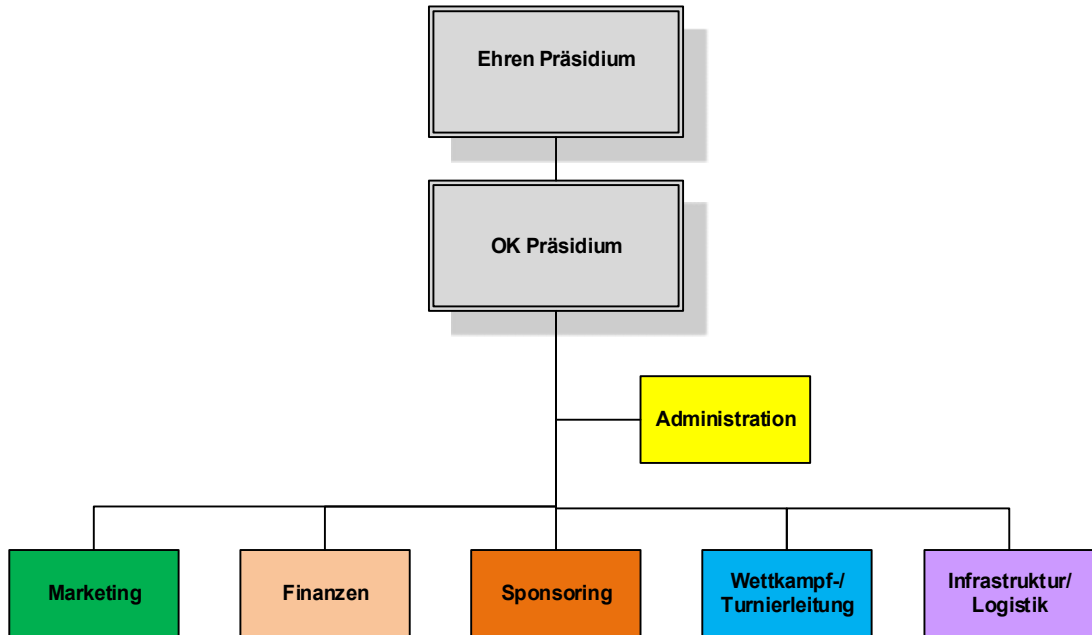 Ehren Präsidium
OK Präsidium
Administration
Marketing
Finanzen
Sponsoring
Wettkampf-/
Turnierleitung
Infrastruktur/
Logistik